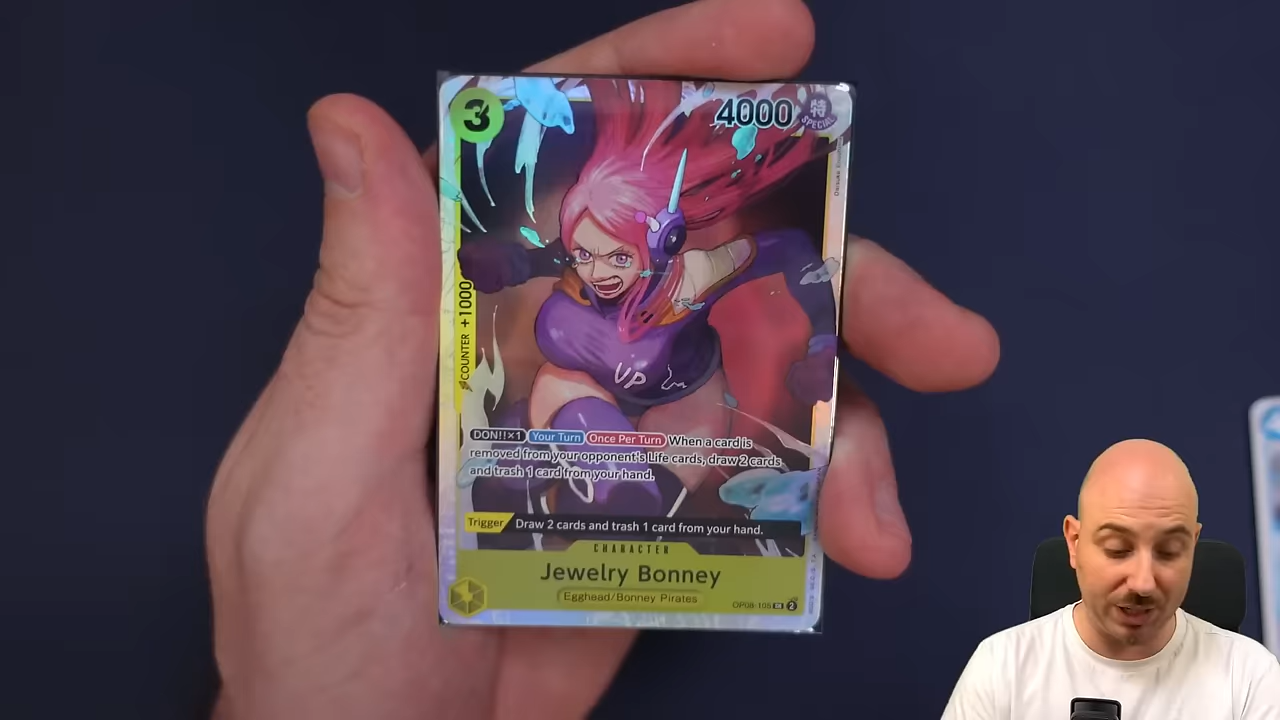 3
4000
特
SPECIAL
COUNTER +1000
UP
DON!!×1 Your Turn Once Per Turn When a card is
removed from your opponent's Life cards, draw 2 cards
and trash 1 card from your hand.
Trigger Draw 2 cards and trash 1 card from your hand.
CHARACTER
Jewelry Bonney
Egghead/Bonney Pirates
2